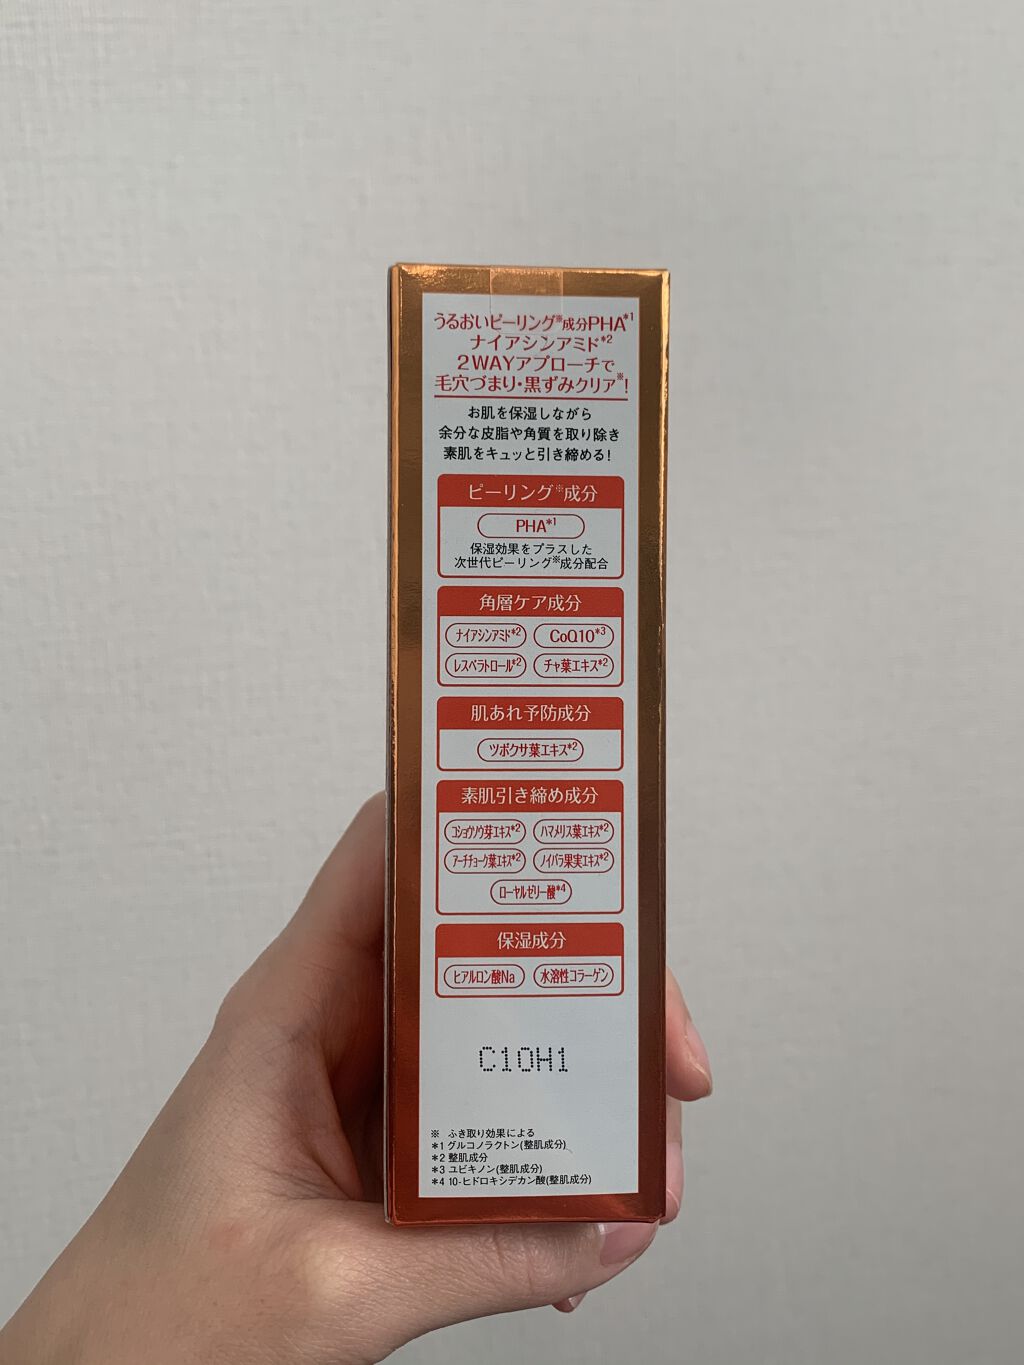 うるおいピーリング※成分PHA*1
ナイアシンアミド*2
2WAYアプローチで
毛穴づまり・黒ずみクリア※!
お肌を保湿しながら
余分な皮脂や角質を取り除き
素肌をキュッと引き締める!
ピーリング※成分
PHA*1
保湿効果をプラスした
次世代ピーリング※成分配合
角層ケア成分
ナイアシンアミド*2 CoQ10*3
レスベラトロール*2 チャ葉エキス*2
肌あれ予防成分
ツボクサ葉エキス*2
素肌引き締め成分
コショウソウ芽エキス*2 ハマメリス葉エキス*2
アーチチョーク葉エキス*2 ノイバラ果実エキス*2
ローヤルゼリー酸*4
保湿成分
ヒアルロン酸Na 水溶性コラーゲン
C10H1
※ ふき取り効果による
*1 グルコノラクトン(整肌成分)
*2 整肌成分
*3 ユビキノン(整肌成分)
*4 10-ヒドロキシデカン酸(整肌成分)